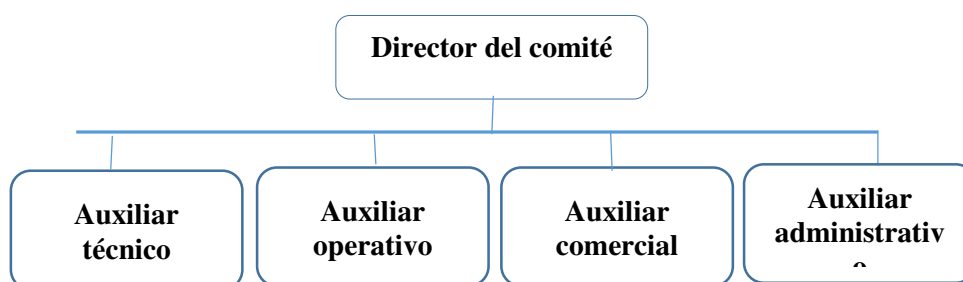 Director del comité
Auxiliar
técnico
Auxiliar
operativo
Auxiliar
comercial
Auxiliar
administrativ
o